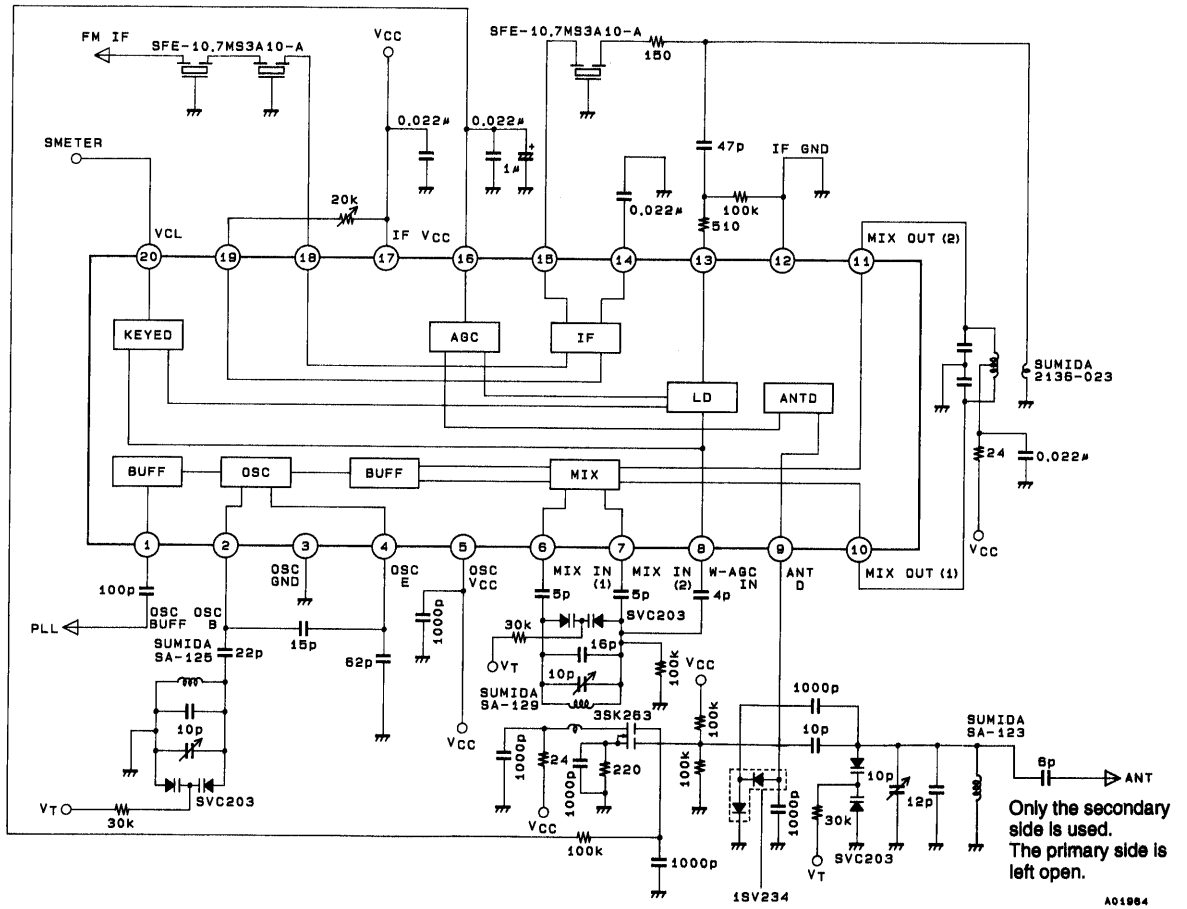 FM IF
SFE-10.7MS3A10-A
VCC
SFE-10.7MS3A10-A
150
0.022μ
0.022μ
SMETER
1μ
+
47p
IF GND
20k
0.022μ
100k
510
VCL
IF VCC
MIX OUT (2)
20
19
18
17
16
15
14
13
12
11
KEYED
AGC
IF
SUMIDA
2136-023
LD
ANTD
24
0.022μ
BUFF
OSC
BUFF
MIX
VCC
1
2
3
4
5
6
7
8
9
10
OSC BUFF
OSC B
OSC GND
OSC E
OSC VCC
MIX IN (1)
MIX IN (2)
W-AGC IN
ANT D
MIX OUT (1)
100p
PLL
SUMIDA
SA-125
22p
15p
62p
1000p
5p
5p
4p
SVC203
30k
VT
16p
10p
100k
SUMIDA
SA-129
VCC
100k
1000p
10p
VCC
10p
3SK263
SUMIDA
SA-123
1000p
24
1000p
220
100k
6p
ANT
SVC203
VT
30k
VCC
1000p
30k
10p
12p
VT
SVC203
100k
1000p
1SV234
Only the secondary
side is used.
The primary side is
left open.
A01984